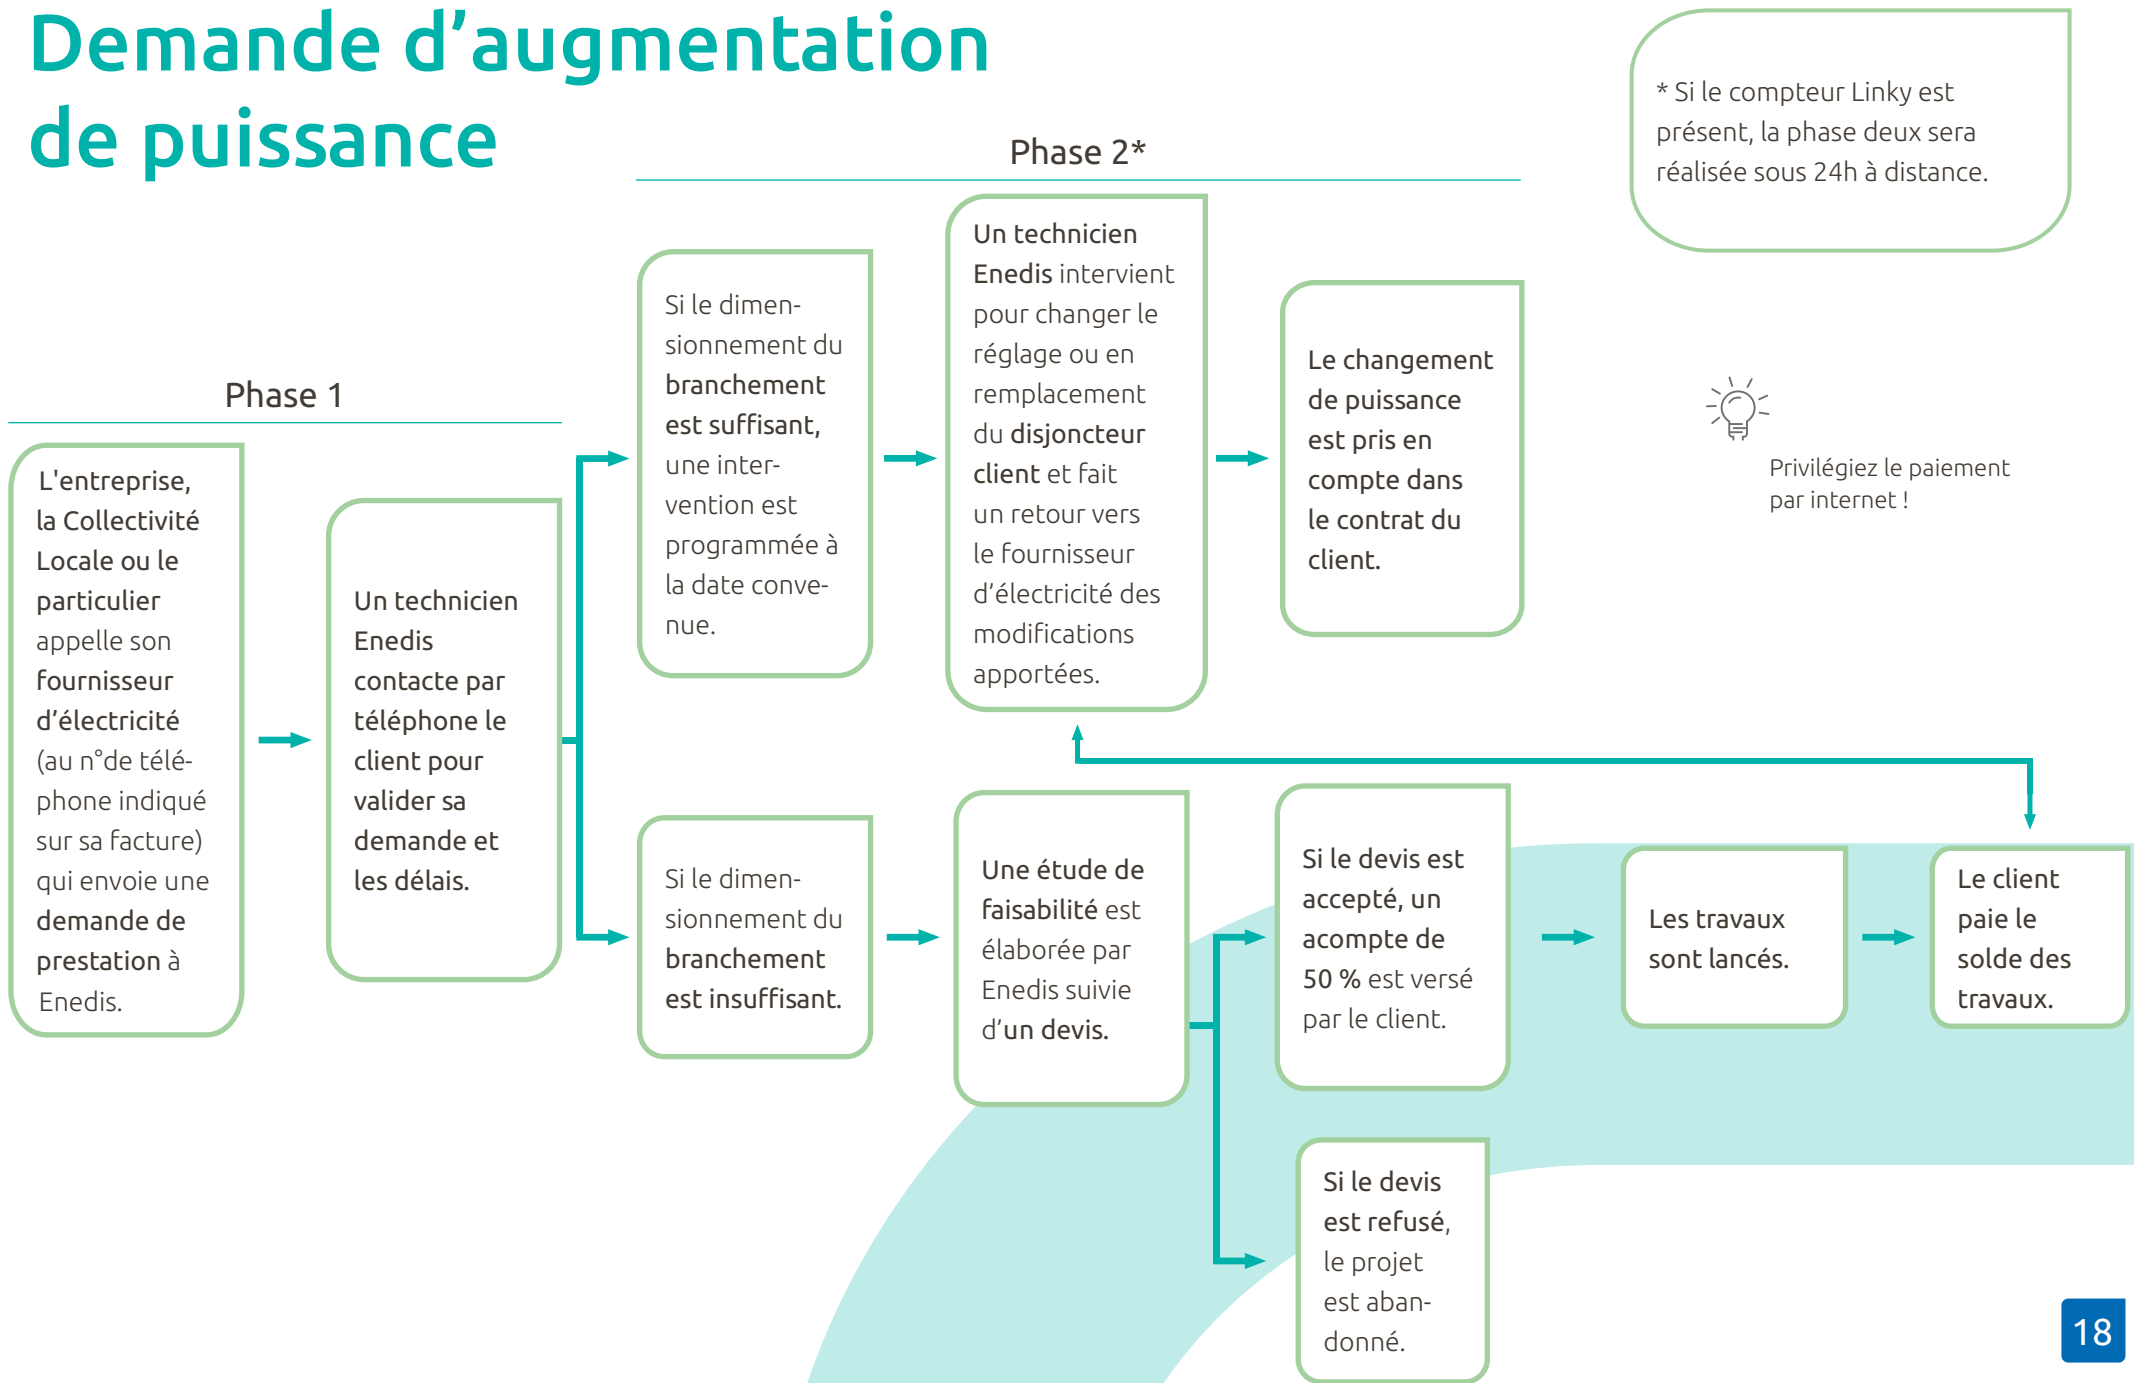 Demande d’augmentation
de puissance
* Si le compteur Linky est
présent, la phase deux sera
réalisée sous 24h à distance.
Phase 1
L'entreprise,
la Collectivité
Locale ou le
particulier
appelle son
fournisseur
d’électricité
(au n°de télé-
phone indiqué
sur sa facture)
qui envoie une
demande de
prestation à
Enedis.
Un technicien
Enedis
contacte par
téléphone le
client pour
valider sa
demande et
les délais.
Phase 2*
Si le dimen-
sionnement du
branchement
est suffisant,
une inter-
vention est
programmée à
la date conve-
nue.
Un technicien
Enedis intervient
pour changer le
réglage ou en
remplacement
du disjoncteur
client et fait
un retour vers
le fournisseur
d’électricité des
modifications
apportées.
Le changement
de puissance
est pris en
compte dans
le contrat du
client.
Privilégiez le paiement
par internet !
Si le dimen-
sionnement du
branchement
est insuffisant.
Une étude de
faisabilité est
élaborée par
Enedis suivie
d’un devis.
Si le devis est
accepté, un
acompte de
50 % est versé
par le client.
Les travaux
sont lancés.
Le client
paie le
solde des
travaux.
Si le devis
est refusé,
le projet
est aban-
donné.
18